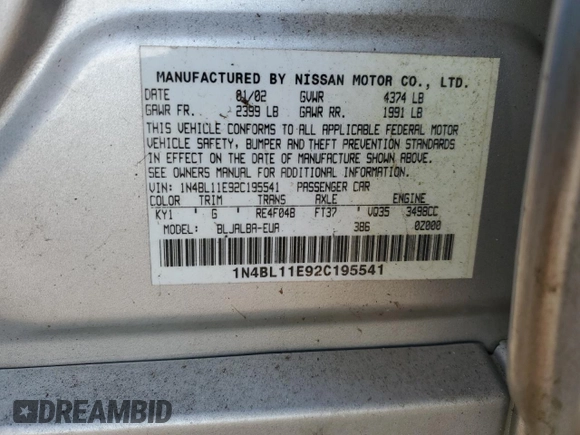 MANUFACTURED BY NISSAN MOTOR CO., LTD.
DATE 01/02 GVWR 4374 LB
GAWR FR. 2399 LB GAWR RR. 1991 LB
THIS VEHICLE CONFORMS TO ALL APPLICABLE FEDERAL MOTOR
VEHICLE SAFETY, BUMPER AND THEFT PREVENTION STANDARDS
IN EFFECT ON THE DATE OF MANUFACTURE SHOWN ABOVE.
SEE OWNERS MANUAL FOR ADDITIONAL INFORMATION.
VIN: 1N4BL11E92C195541 PASSENGER CAR
COLOR TRIM TRANS AXLE ENGINE
KY1 G RE4F04B FT37 VQ35 3498CC
MODEL: BLJALBA-EUA 386 0Z000
1N4BL11E92C195541
DREAMBID